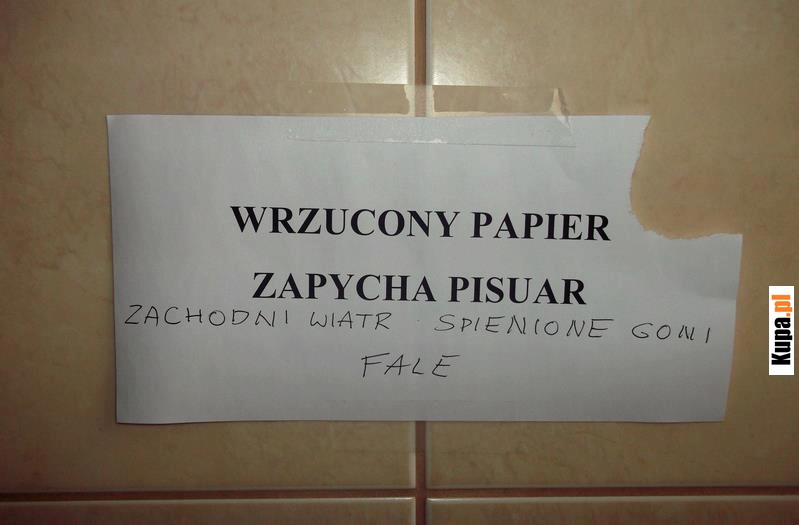 WRZUCONY PAPIER
ZAPYCHA PISUAR
ZACHODNI WIATR SPIENIONE GONI
FALE
Kupa.pl